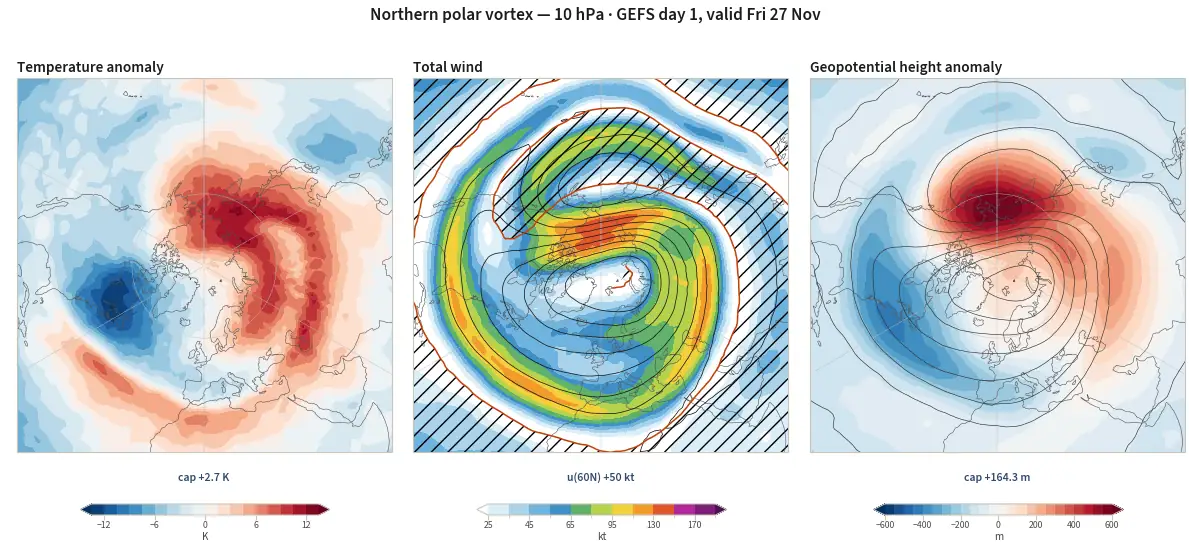 Northern polar vortex — 10 hPa · GEFS day 1, valid Fri 27 Nov
Temperature anomaly
Total wind
Geopotential height anomaly
cap +2.7 K
u(60N) +50 kt
cap +164.3 m
−12 −6 0 6 12
K
25 45 65 95 130 170
kt
−600 −400 −200 0 200 400 600
m